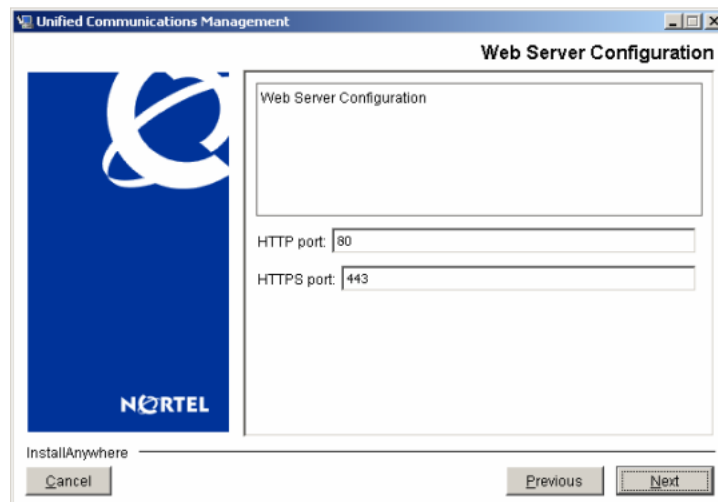 Unified Communications Management
Web Server Configuration
Web Server Configuration
HTTP port: 80
HTTPS port: 443
NORTEL
InstallAnywhere
Cancel
Previous
Next